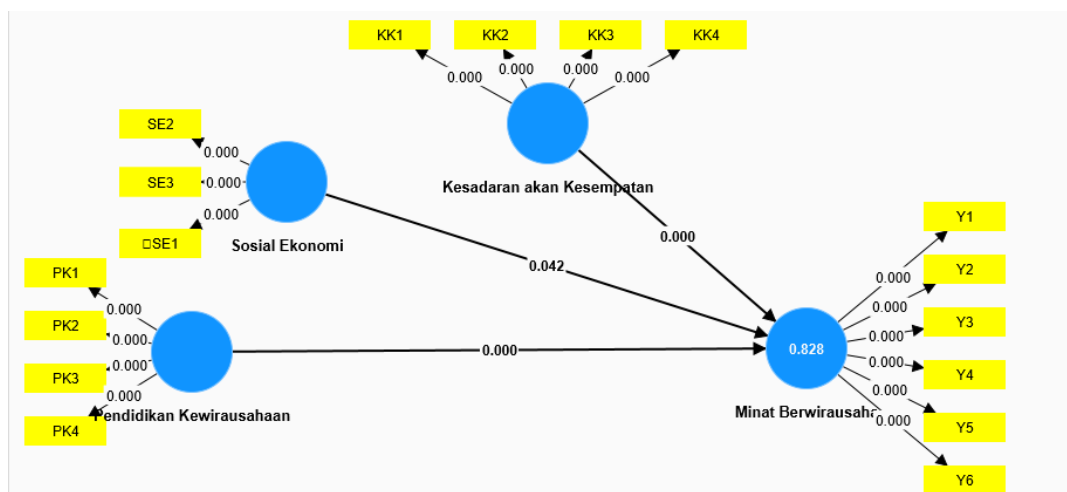 KK1
KK2
KK3
KK4
0.000
0.000
0.000
0.000
Kesadaran akan Kesempatan
SE2
SE3
□SE1
0.000
0.000
0.000
Sosial Ekonomi
PK1
PK2
PK3
PK4
0.000
0.000
0.000
0.000
Pendidikan Kewirausahaan
0.000
0.042
0.000
0.828
Minat Berwirausaha
Y1
Y2
Y3
Y4
Y5
Y6
0.000
0.000
0.000
0.000
0.000
0.000